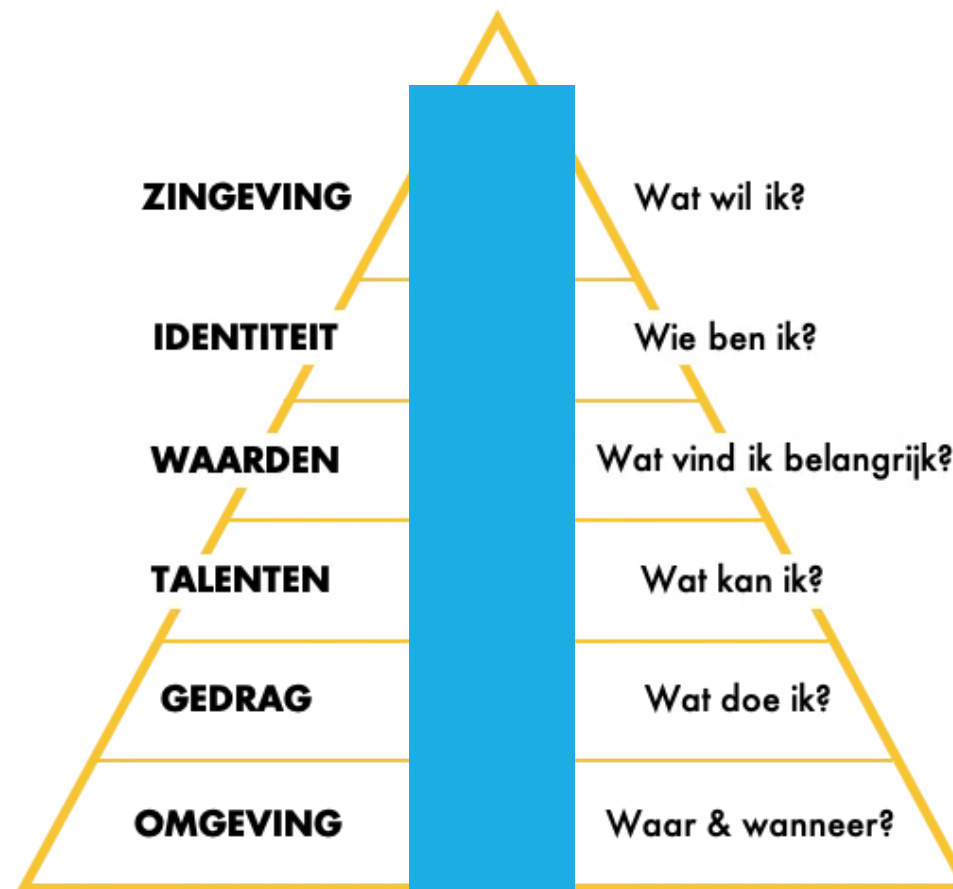 ZINGEVING Wat wil ik?
IDENTITEIT Wie ben ik?
WAARDEN Wat vind ik belangrijk?
TALENTEN Wat kan ik?
GEDRAG Wat doe ik?
OMGEVING Waar & wanneer?